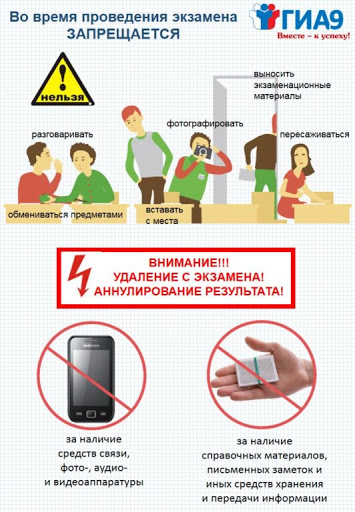 Во время проведения экзамена
ЗАПРЕЩАЕТСЯ
ГИА9
Вместе – к успеху!
нельзя
выносить
экзаменационные
материалы
фотографировать
разговаривать
пересаживаться
обмениваться предметами
вставать
с места
ВНИМАНИЕ!!!
УДАЛЕНИЕ С ЭКЗАМЕНА!
АННУЛИРОВАНИЕ РЕЗУЛЬТАТА!
SAMSUNG
за наличие
средств связи,
фото-, аудио-
и видеоаппаратуры
за наличие
справочных материалов,
письменных заметок и
иных средств хранения
и передачи информации